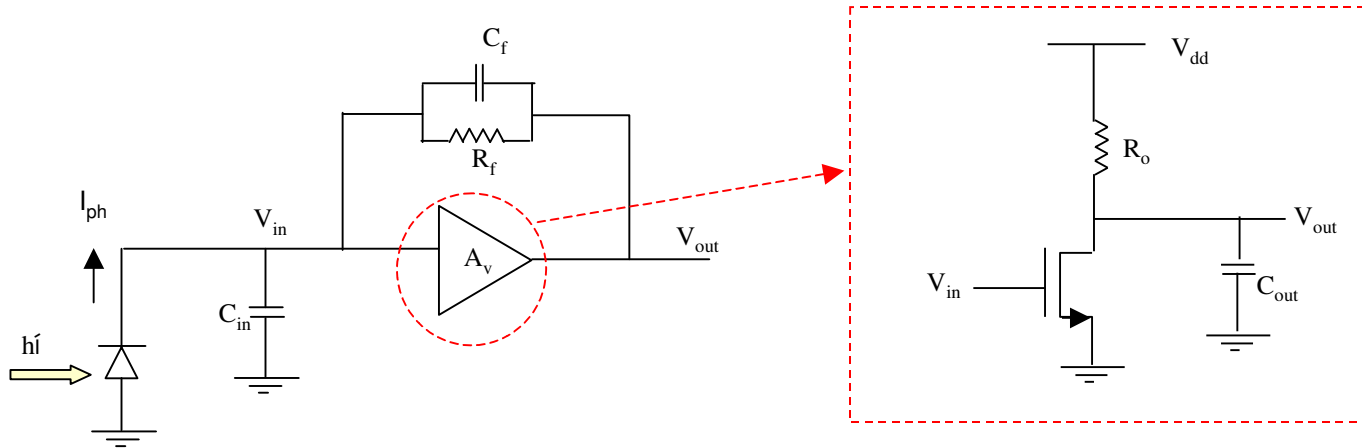 C_f
R_f
I_ph
V_in
A_v
V_out
C_in
hí
V_dd
R_o
V_out
V_in
C_out